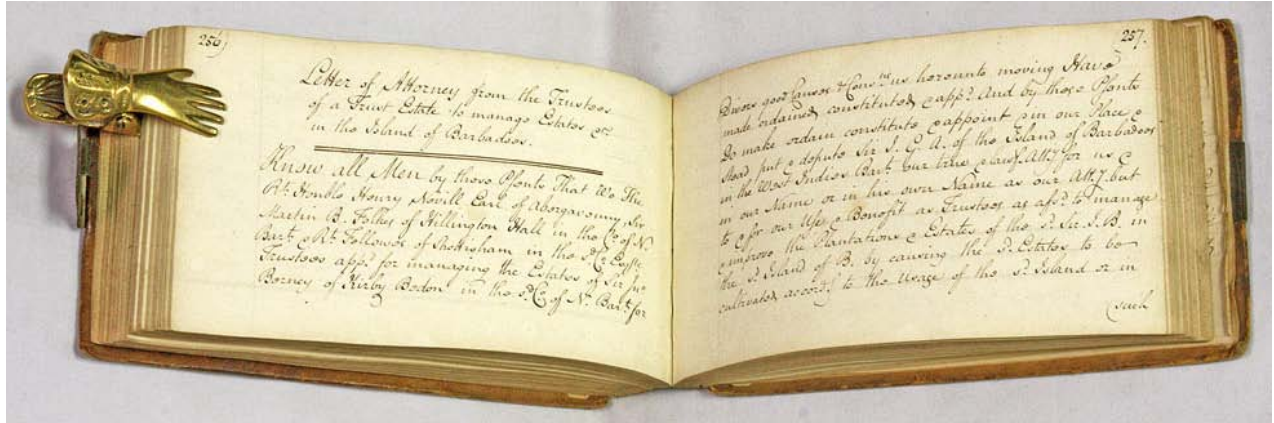 256)
Letter of Attorney from the Trustees
of a Trust Estate to manage Estates &c
in the Island of Barbadoes.
Know all Men by these Psents That We The
Rt. Honble Henry Nevill Earl of Abergavenny, Sir
Martin B. Folkes of Hillington Hall in the Co. of N.
Bart. & Rt. Fellowes of Shottisham in the sd. Co. Esqre.
Trustees appd. for managing the Estates of Sir Jno.
Berney of Kirby Bedon in the sd. Co. of N. Bart. for
257.
Divers good Causes & Consns. us hereunto moving Have
made ordained constituted & appd. And by these Psents
Do make ordain constitute & appoint & in our Place &
Stead put & depute Sir J. G. A. of the Island of Barbadoes
in the West Indies Bart. our true & lawf. Atty. for us &
in our Name or in his own Name as our Atty. but
to & for our Use & Benefit as Trustees as afsd. to manage
& improve the Plantations & Estates of the sd. Sir J. B. in
the sd. Island of B. by causing the sd. Estates to be
cultivated accordg. to the Usage of the sd. Island or in
(such